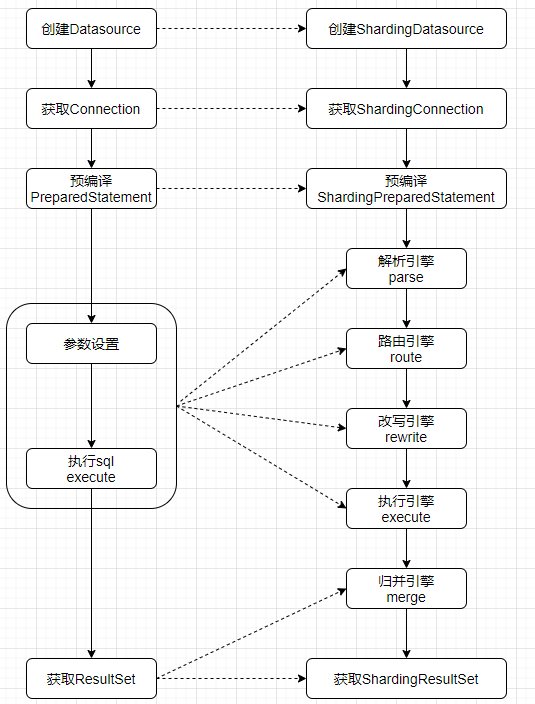 创建Datasource
创建ShardingDatasource
获取Connection
获取ShardingConnection
预编译
PreparedStatement
预编译
ShardingPreparedStatement
解析引擎
parse
参数设置
路由引擎
route
改写引擎
rewrite
执行sql
execute
执行引擎
execute
归并引擎
merge
获取ResultSet
获取ShardingResultSet